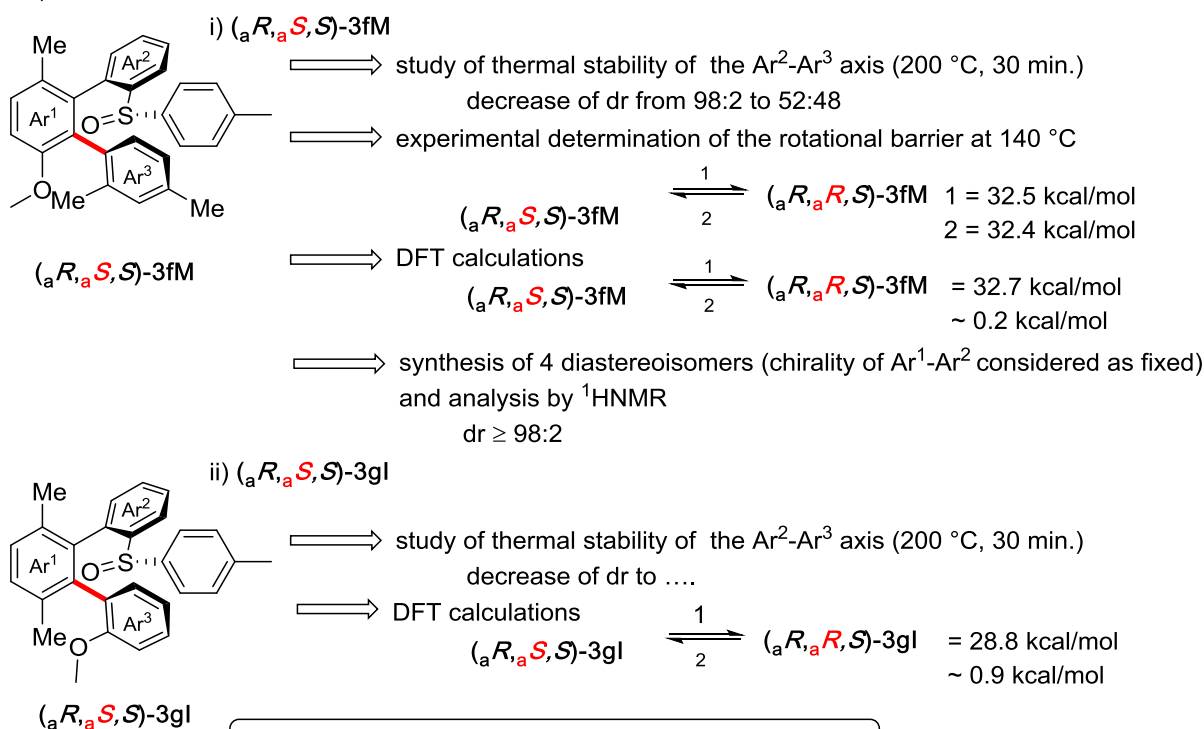 i) (aR,aS,S)-3fM
Me
Ar2
Ar1
O
S
Ar3
O
Me
Me
(aR,aS,S)-3fM
study of thermal stability of the Ar2-Ar3 axis (200 °C, 30 min.)
decrease of dr from 98:2 to 52:48
experimental determination of the rotational barrier at 140 °C
(aR,aS,S)-3fM 1 2 (aR,aR,S)-3fM 1 = 32.5 kcal/mol
2 = 32.4 kcal/mol
DFT calculations
(aR,aS,S)-3fM 1 2 (aR,aR,S)-3fM = 32.7 kcal/mol
~ 0.2 kcal/mol
synthesis of 4 diastereoisomers (chirality of Ar1-Ar2 considered as fixed)
and analysis by 1HNMR
dr ≥ 98:2
ii) (aR,aS,S)-3gI
Me
Ar2
Ar1
O
S
Me
Ar3
O
(aR,aS,S)-3gI
study of thermal stability of the Ar2-Ar3 axis (200 °C, 30 min.)
decrease of dr to ....
DFT calculations
(aR,aS,S)-3gI 1 2 (aR,aR,S)-3gI = 28.8 kcal/mol
~ 0.9 kcal/mol